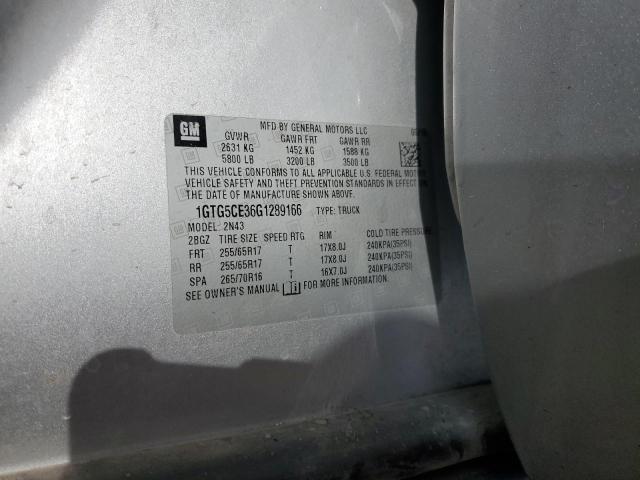 GM
MFD BY GENERAL MOTORS LLC
GVWR GAWR FRT GAWR RR
2631 KG 1452 KG 1588 KG
5800 LB 3200 LB 3500 LB
THIS VEHICLE CONFORMS TO ALL APPLICABLE U.S. FEDERAL MOTOR
VEHICLE SAFETY AND THEFT PREVENTION STANDARDS IN EFFECT ON
THE DATE OF MANUFACTURE SHOWN ABOVE.
1GTG5CE36G1289166 TYPE: TRUCK
MODEL: 2N43
2BGZ TIRE SIZE SPEED RTG RIM COLD TIRE PRESSURE
FRT 255/65R17 T 17X8.0J 240KPA(35PSI)
RR 255/65R17 T 17X8.0J 240KPA(35PSI)
SPA 265/70R16 T 16X7.0J 240KPA(35PSI)
SEE OWNER'S MANUAL FOR MORE INFORMATION.